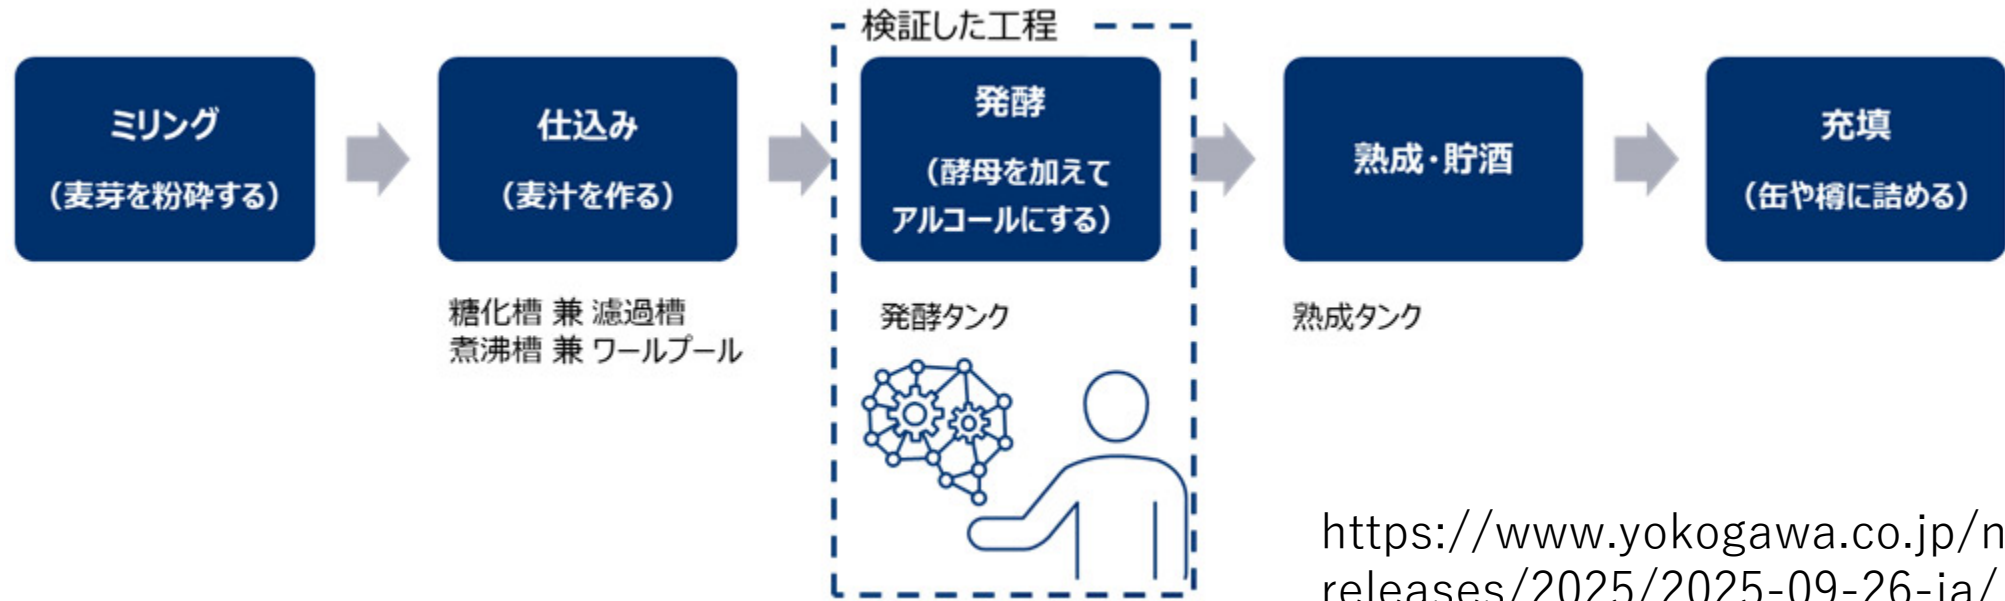 検証した工程
ミリング
(麦芽を粉砕する)
仕込み
(麦汁を作る)
発酵
(酵母を加えて
アルコールにする)
熟成・貯酒
充填
(缶や樽に詰める)
糖化槽 兼 濾過槽
煮沸槽 兼 ワールプール
発酵タンク
熟成タンク
https://www.yokogawa.co.jp/n
releases/2025/2025-09-26-ja/